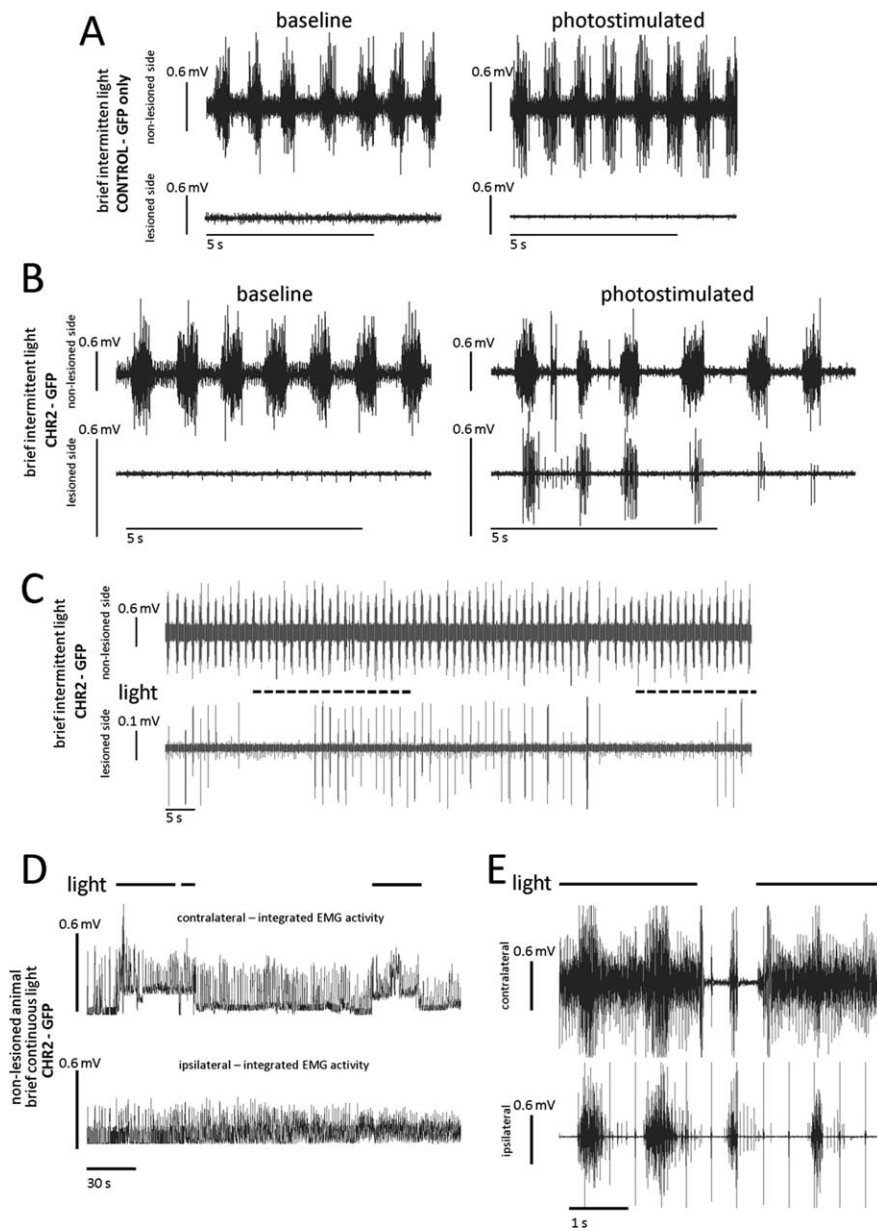 A
baseline
photostimulated
brief intermitten light
CONTROL - GFP only
non-lesioned side
0.6 mV
0.6 mV
lesioned side
0.6 mV
0.6 mV
5 s
5 s
B
baseline
photostimulated
brief intermittent light
CHR2 - GFP
non-lesioned side
0.6 mV
0.6 mV
lesioned side
0.6 mV
0.6 mV
5 s
5 s
C
brief intermittent light
CHR2 - GFP
non-lesioned side
0.6 mV
light
lesioned side
0.1 mV
5 s
D
light
non-lesioned animal
brief continuous light
CHR2 - GFP
0.6 mV
contralateral – integrated EMG activity
0.6 mV
ipsilateral – integrated EMG activity
30 s
E
light
contralateral
0.6 mV
ipsilateral
0.6 mV
1 s